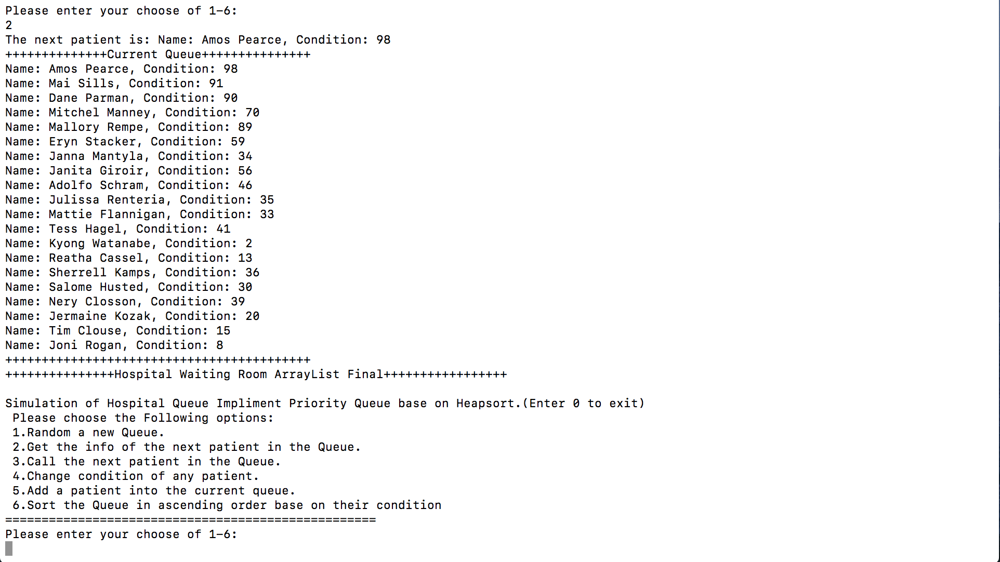 Please enter your choose of 1-6:
2
The next patient is: Name: Amos Pearce, Condition: 98
++++++++++++++Current Queue+++++++++++++++
Name: Amos Pearce, Condition: 98
Name: Mai Sills, Condition: 91
Name: Dane Parman, Condition: 90
Name: Mitchel Manney, Condition: 70
Name: Mallory Rempe, Condition: 89
Name: Eryn Stacker, Condition: 59
Name: Janna Mantyla, Condition: 34
Name: Janita Giroir, Condition: 56
Name: Adolfo Schram, Condition: 46
Name: Julissa Renteria, Condition: 35
Name: Mattie Flannigan, Condition: 33
Name: Tess Hagel, Condition: 41
Name: Kyong Watanabe, Condition: 2
Name: Reatha Cassel, Condition: 13
Name: Sherrell Kamps, Condition: 36
Name: Salome Husted, Condition: 30
Name: Nery Closson, Condition: 39
Name: Jermaine Kozak, Condition: 20
Name: Tim Clouse, Condition: 15
Name: Joni Rogan, Condition: 8
++++++++++++++++++++++++++++++++++++++++++
+++++++++++++++Hospital Waiting Room ArrayList Final+++++++++++++++++
Simulation of Hospital Queue Impliment Priority Queue base on Heapsort.(Enter 0 to exit)
Please choose the Following options:
1.Random a new Queue.
2.Get the info of the next patient in the Queue.
3.Call the next patient in the Queue.
4.Change condition of any patient.
5.Add a patient into the current queue.
6.Sort the Queue in ascending order base on their condition
===================================================
Please enter your choose of 1-6: